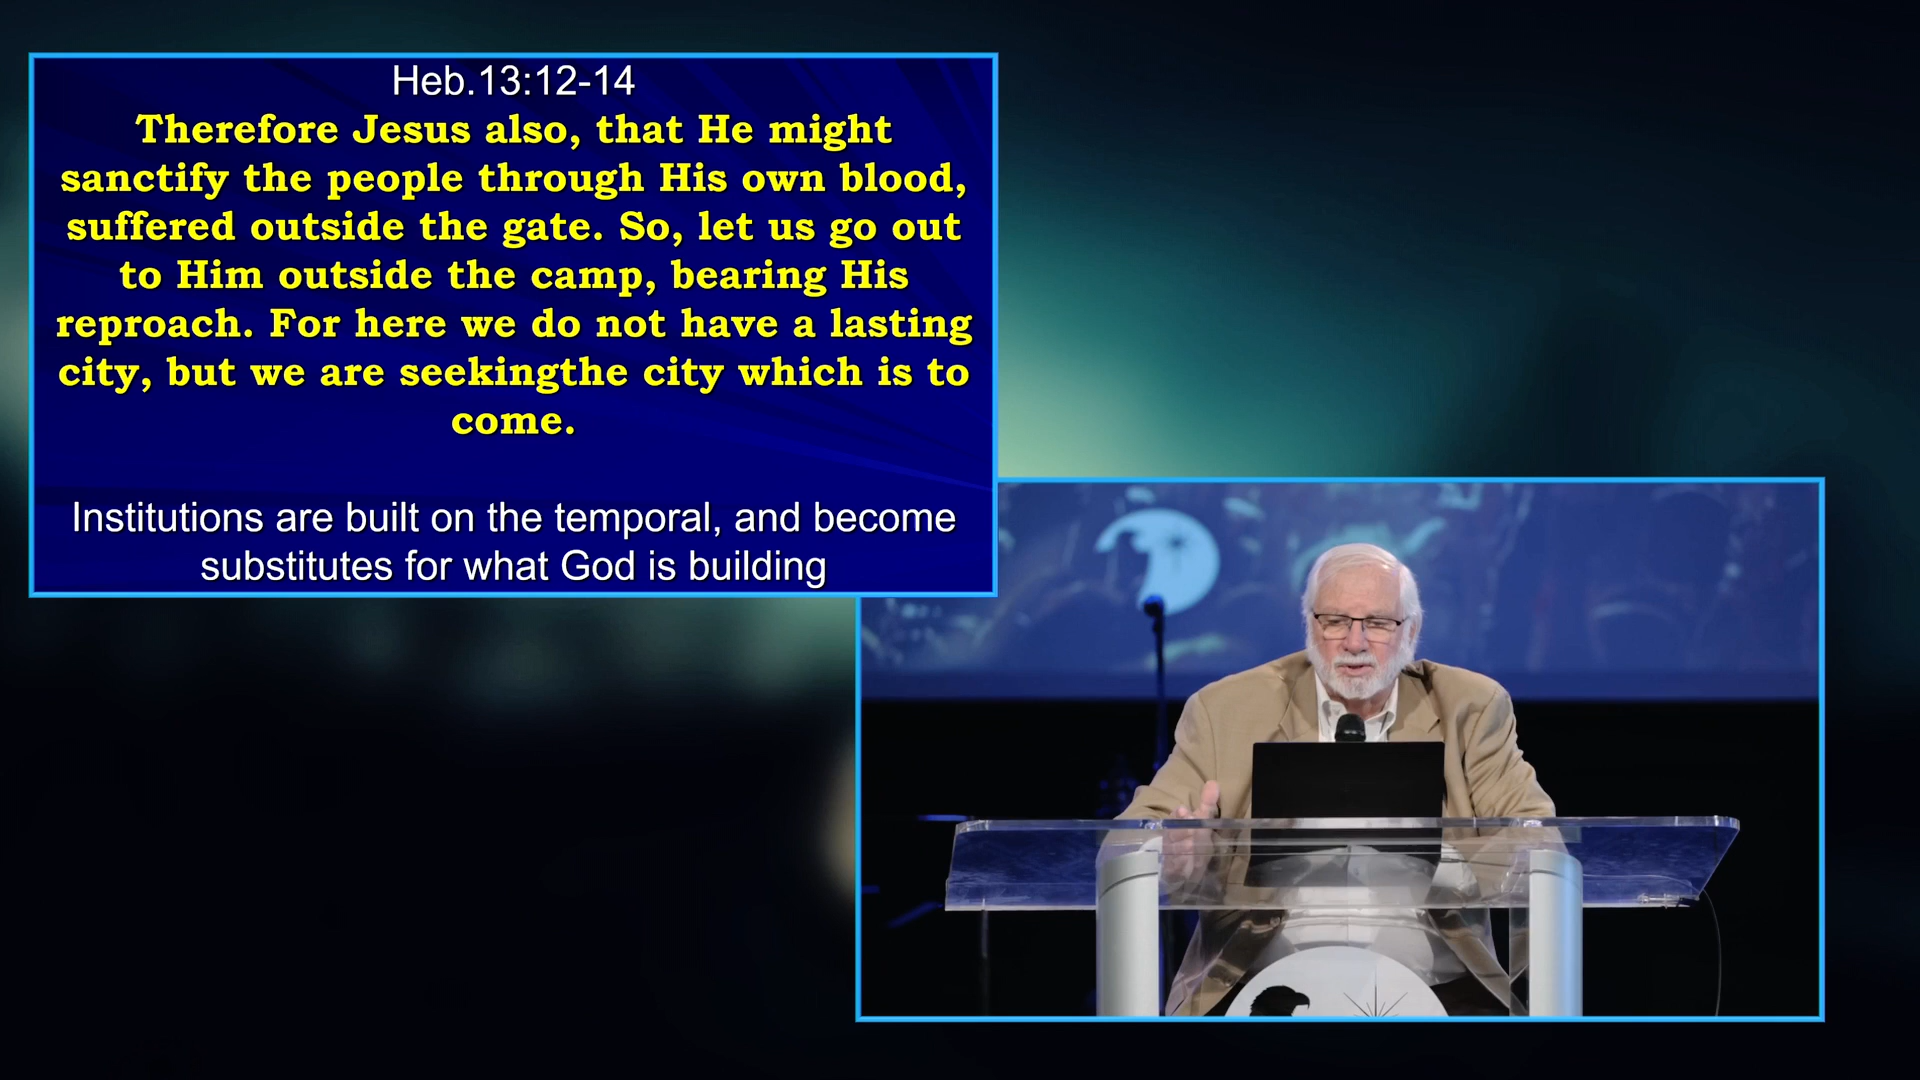 Heb.13:12-14
Therefore Jesus also, that He might
sanctify the people through His own blood,
suffered outside the gate. So, let us go out
to Him outside the camp, bearing His
reproach. For here we do not have a lasting
city, but we are seekingthe city which is to
come.
Institutions are built on the temporal, and become
substitutes for what God is building